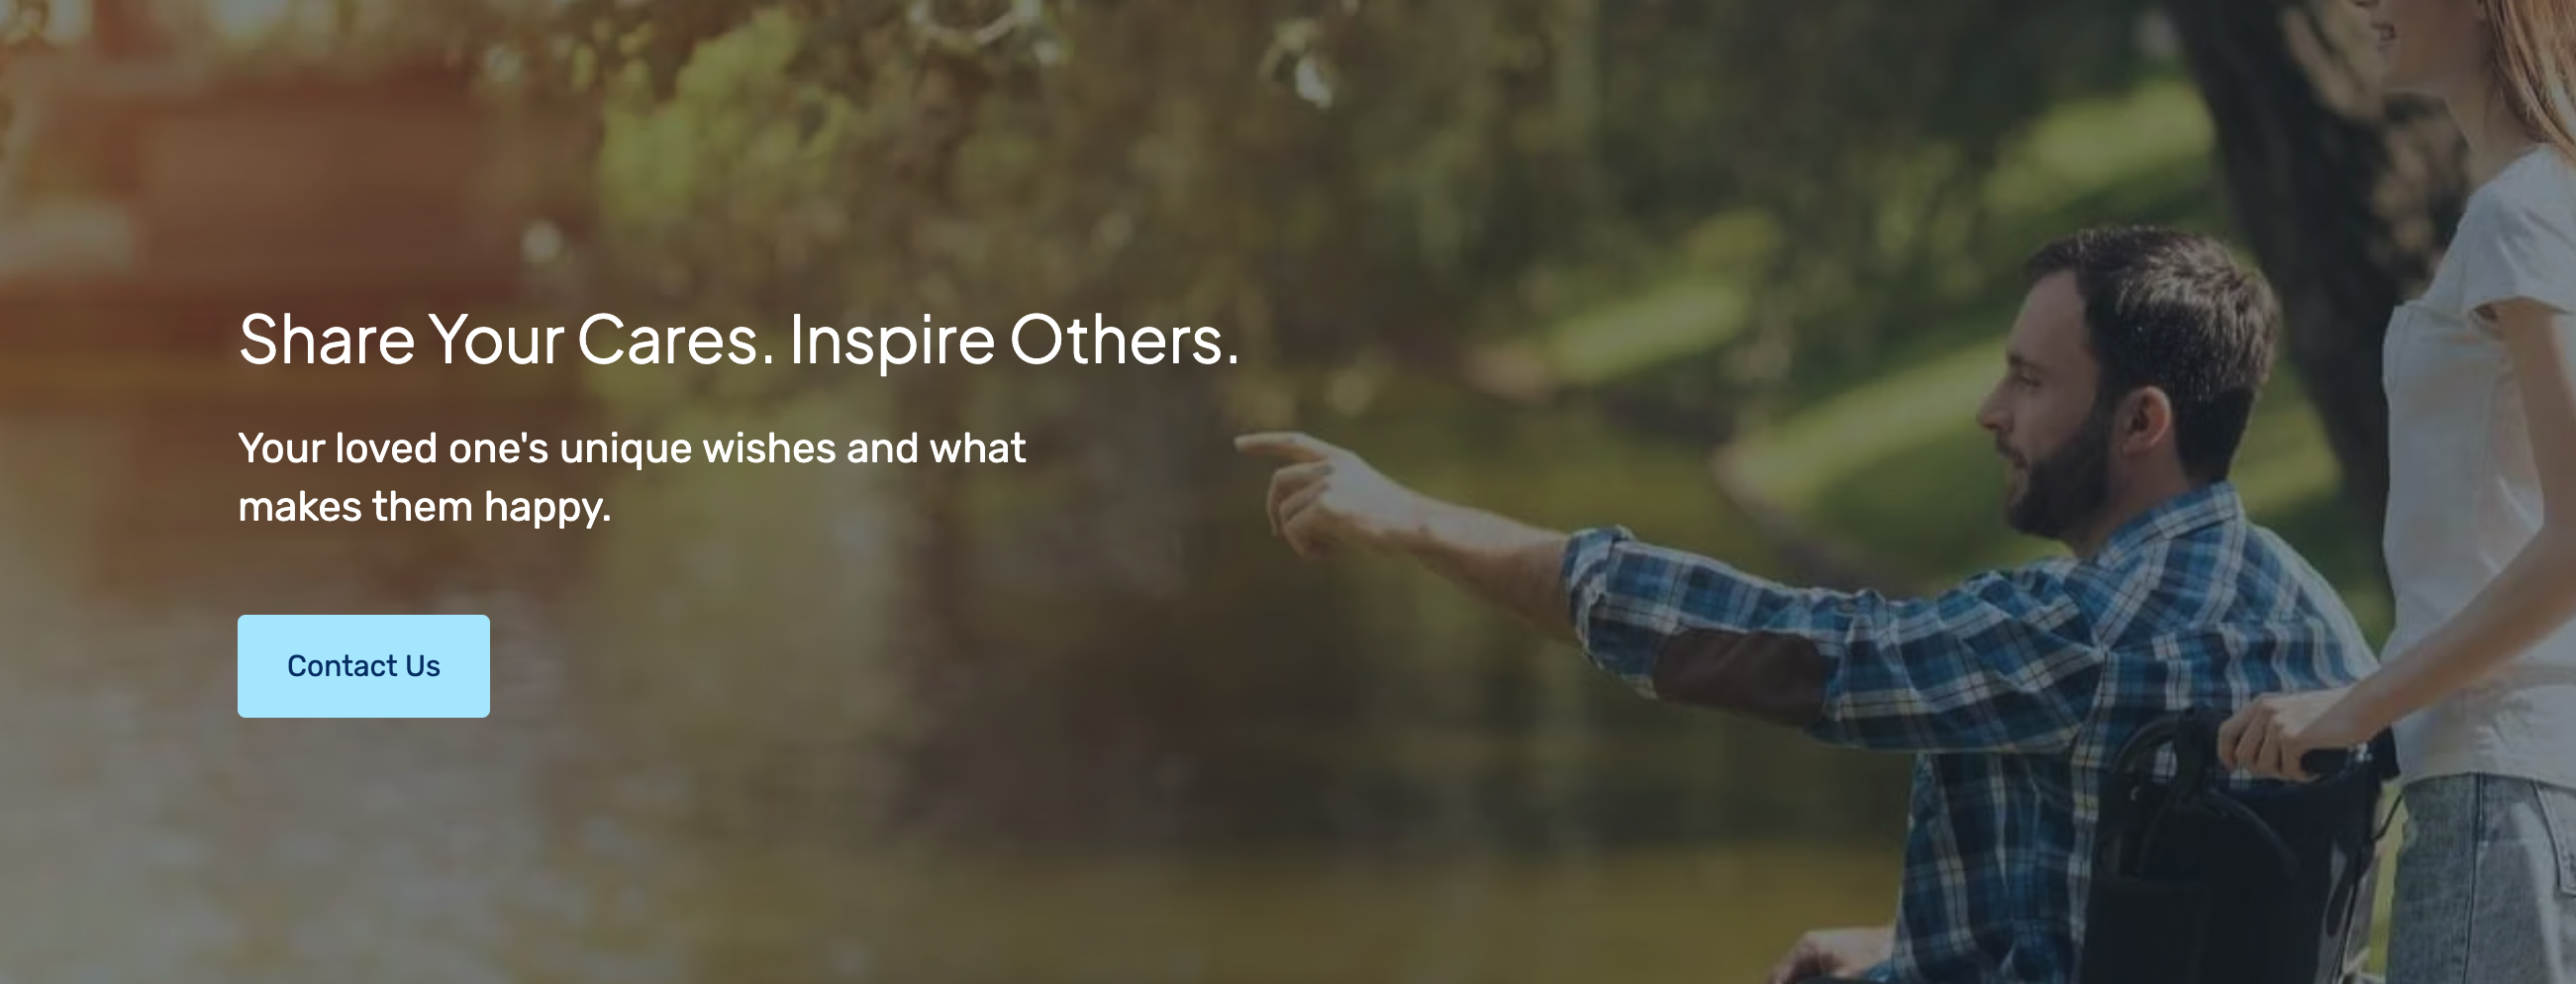 Share Your Cares. Inspire Others.
Your loved one's unique wishes and what
makes them happy.
Contact Us